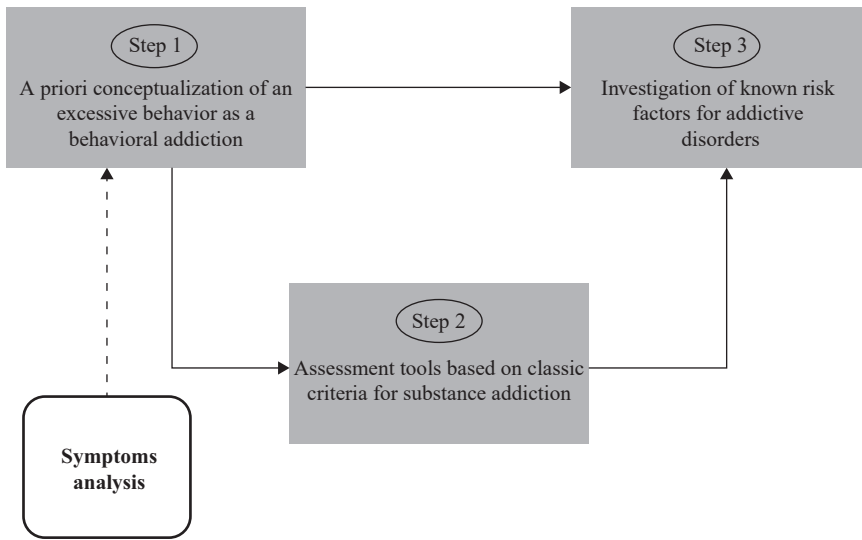 Step 1
A priori conceptualization of an
excessive behavior as a
behavioral addiction
Step 3
Investigation of known risk
factors for addictive
disorders
Step 2
Assessment tools based on classic
criteria for substance addiction
Symptoms
analysis